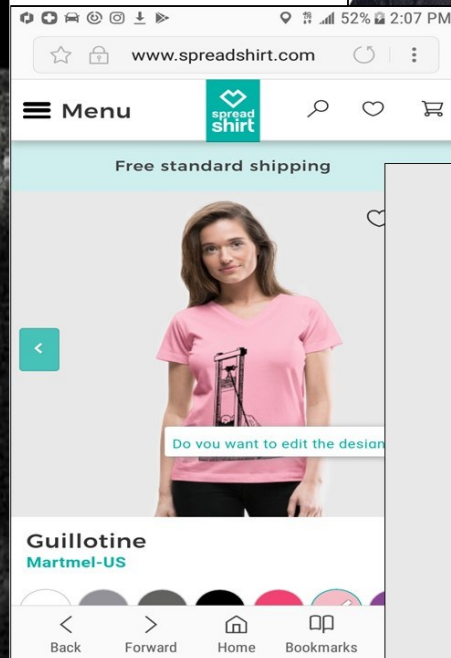 52% 2:07 PM
www.spreadshirt.com
Menu
spread
shirt
Free standard shipping
Do you want to edit the design
Guillotine
Martmel-US
Back Forward Home Bookmarks